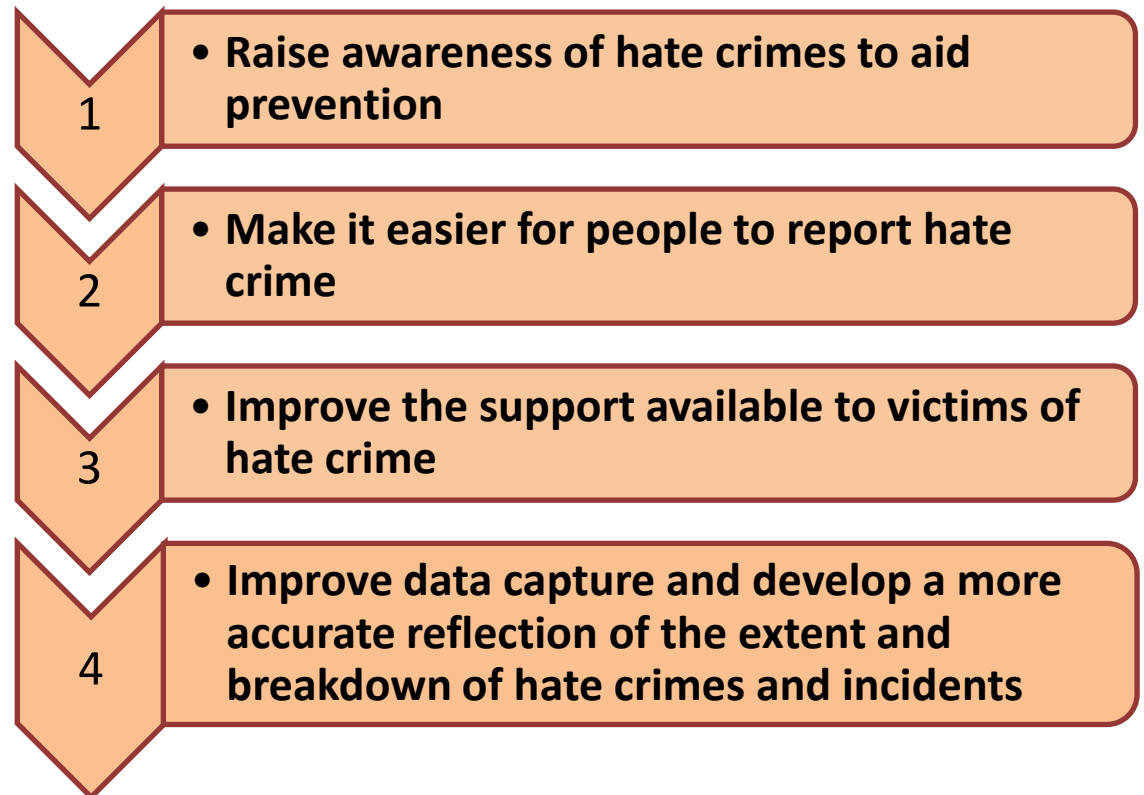 1
• Raise awareness of hate crimes to aid
prevention
2
• Make it easier for people to report hate
crime
3
• Improve the support available to victims of
hate crime
4
• Improve data capture and develop a more
accurate reflection of the extent and
breakdown of hate crimes and incidents